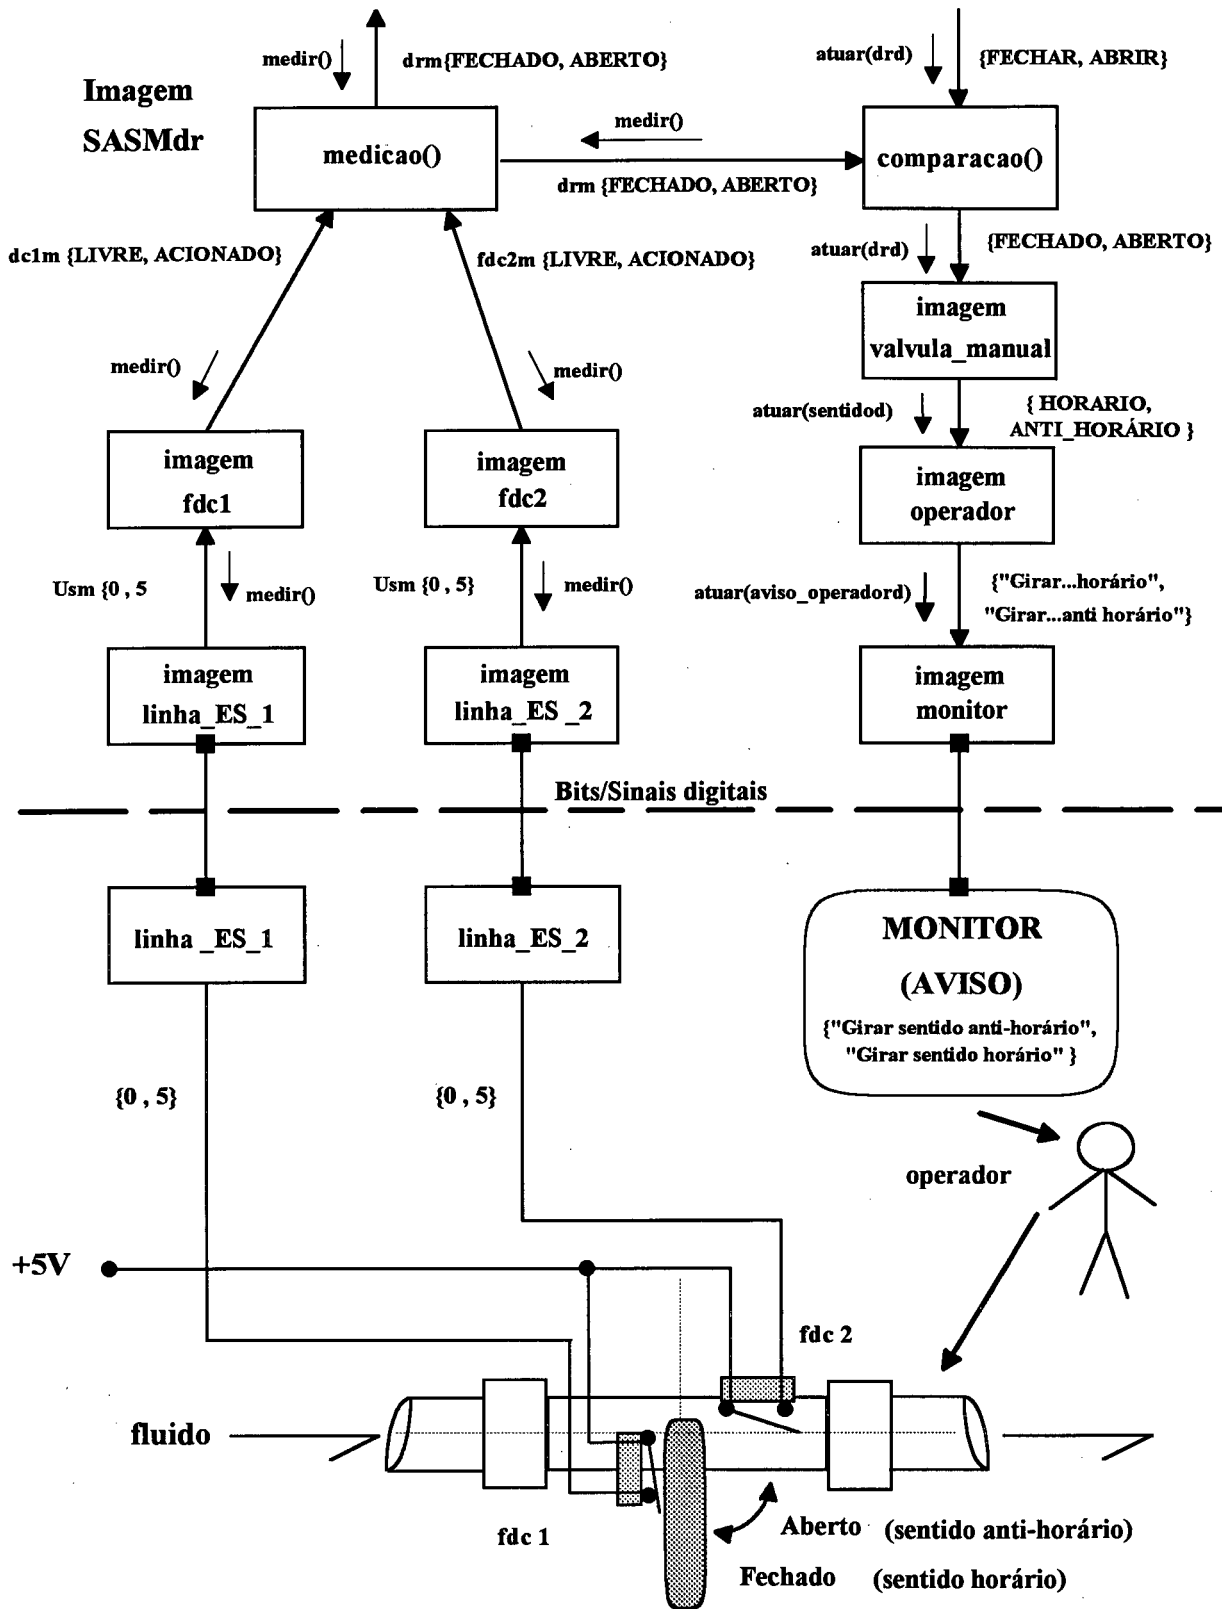 medir()
drm{FECHADO, ABERTO}
atuar(drd)
{FECHAR, ABRIR}
Imagem
SASMdr
medicao()
medir()
drm {FECHADO, ABERTO}
comparacao()
dc1m {LIVRE, ACIONADO}
fdc2m {LIVRE, ACIONADO}
atuar(drd)
{FECHADO, ABERTO}
imagem
valvula_manual
medir()
medir()
atuar(sentidod)
{ HORARIO,
ANTI_HORÁRIO }
imagem
fdc1
imagem
fdc2
imagem
operador
Usm {0 , 5
medir()
Usm {0 , 5}
medir()
atuar(aviso_operadord)
{"Girar...horário",
"Girar...anti horário"}
imagem
linha_ES_1
imagem
linha_ES _2
imagem
monitor
Bits/Sinais digitais
linha _ES_1
linha_ES_2
MONITOR
(AVISO)
{"Girar sentido anti-horário",
"Girar sentido horário" }
{0 , 5}
{0 , 5}
operador
+5V
fdc 2
fluido
fdc 1
Aberto (sentido anti-horário)
Fechado (sentido horário)